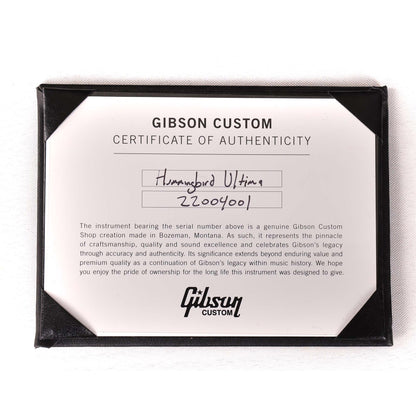 GIBSON CUSTOM
CERTIFICATE OF AUTHENTICITY
Hummingbird Ultima
22004001
The instrument bearing the serial number above is a genuine Gibson Custom
Shop creation made in Bozeman, Montana. As such, it represents the pinnacle
of craftsmanship, quality and sound excellence and celebrates Gibson's legacy
through accuracy and authenticity. Its significance extends beyond enduring value and
premium quality as a continuation of Gibson's legacy within music history. We hope
you enjoy the pride of ownership for the long life this instrument was designed to give.
Gibson
CUSTOM